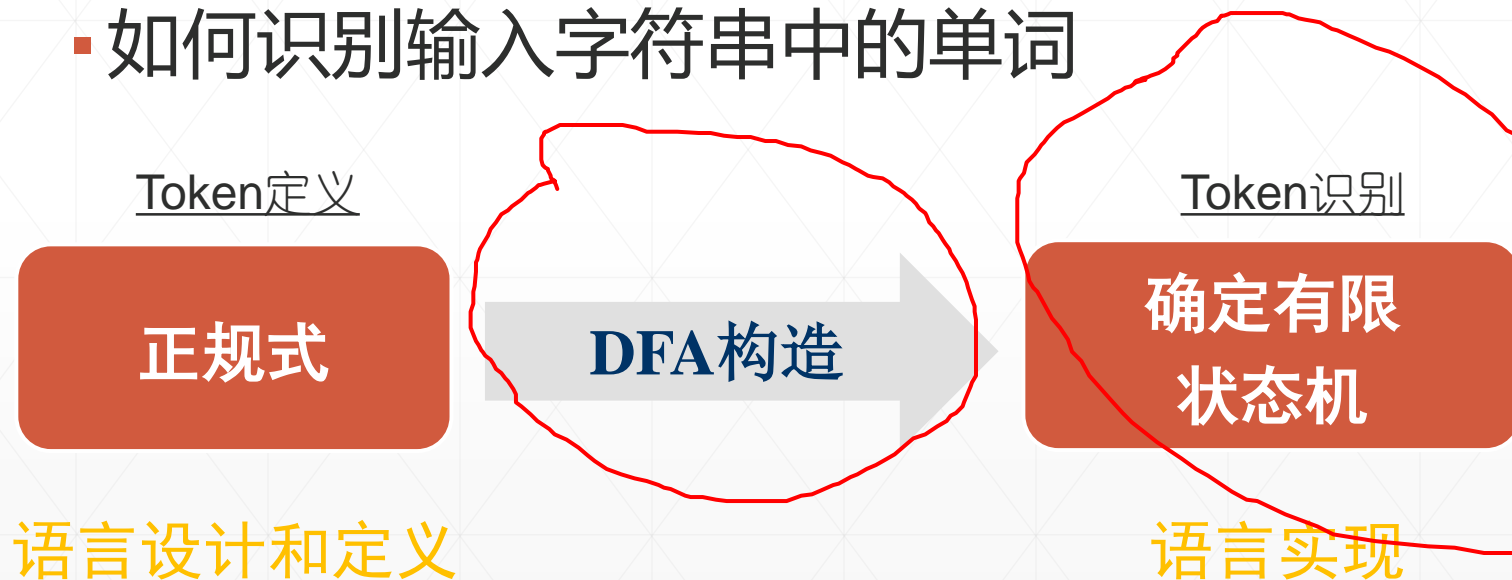 如何识别输入字符串中的单词
Token定义
Token识别
正规式
DFA构造
确定有限
状态机
语言设计和定义
语言实现